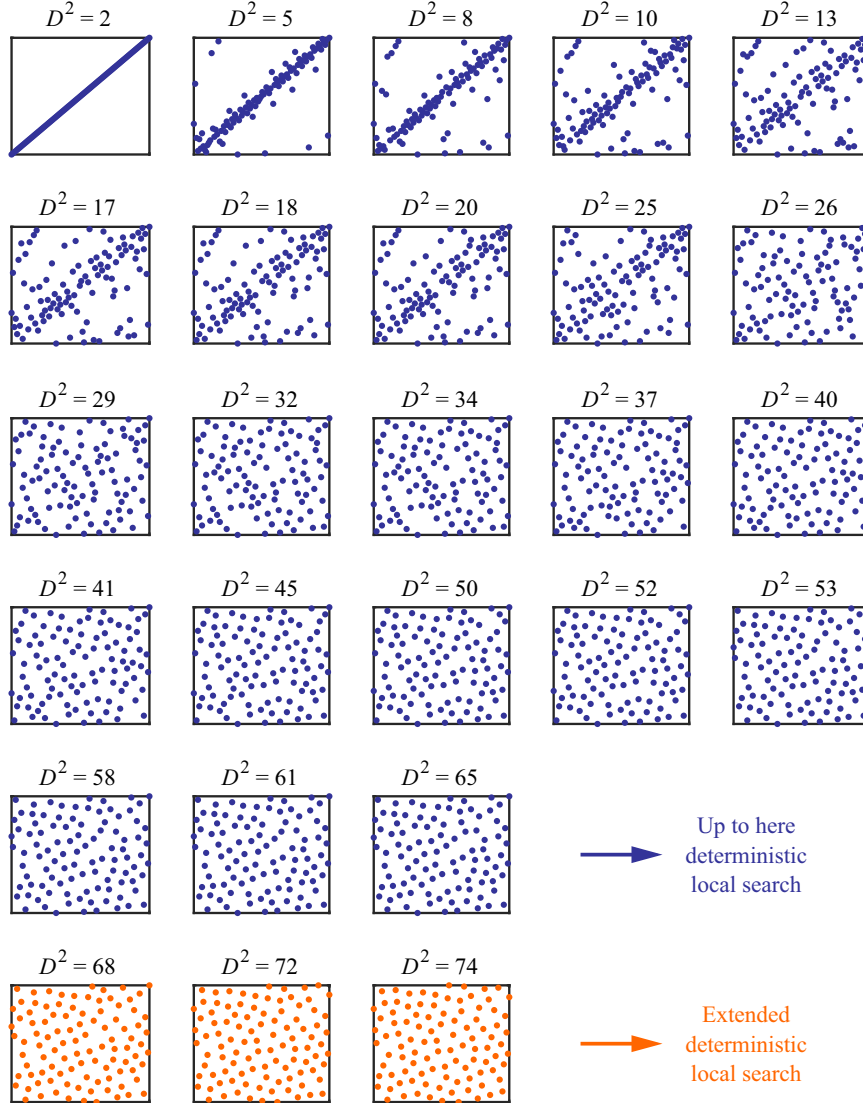 D² = 2
D² = 5
D² = 8
D² = 10
D² = 13
D² = 17
D² = 18
D² = 20
D² = 25
D² = 26
D² = 29
D² = 32
D² = 34
D² = 37
D² = 40
D² = 41
D² = 45
D² = 50
D² = 52
D² = 53
D² = 58
D² = 61
D² = 65
Up to here
deterministic
local search
D² = 68
D² = 72
D² = 74
Extended
deterministic
local search